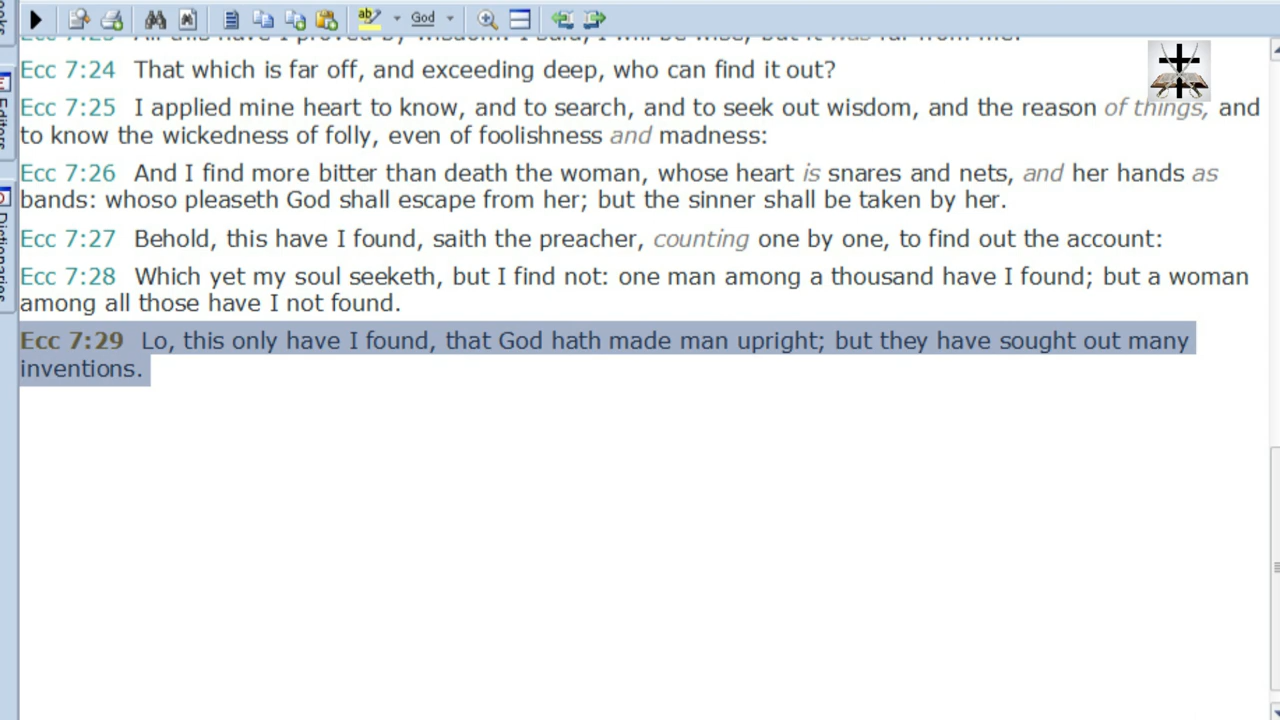 God
Ecc 7:24 That which is far off, and exceeding deep, who can find it out?
Ecc 7:25 I applied mine heart to know, and to search, and to seek out wisdom, and the reason of things, and
to know the wickedness of folly, even of foolishness and madness:
Ecc 7:26 And I find more bitter than death the woman, whose heart is snares and nets, and her hands as
bands: whoso pleaseth God shall escape from her; but the sinner shall be taken by her.
Ecc 7:27 Behold, this have I found, saith the preacher, counting one by one, to find out the account:
Ecc 7:28 Which yet my soul seeketh, but I find not: one man among a thousand have I found; but a woman
among all those have I not found.
Ecc 7:29 Lo, this only have I found, that God hath made man upright; but they have sought out many
inventions.
Editors
Dictionaries